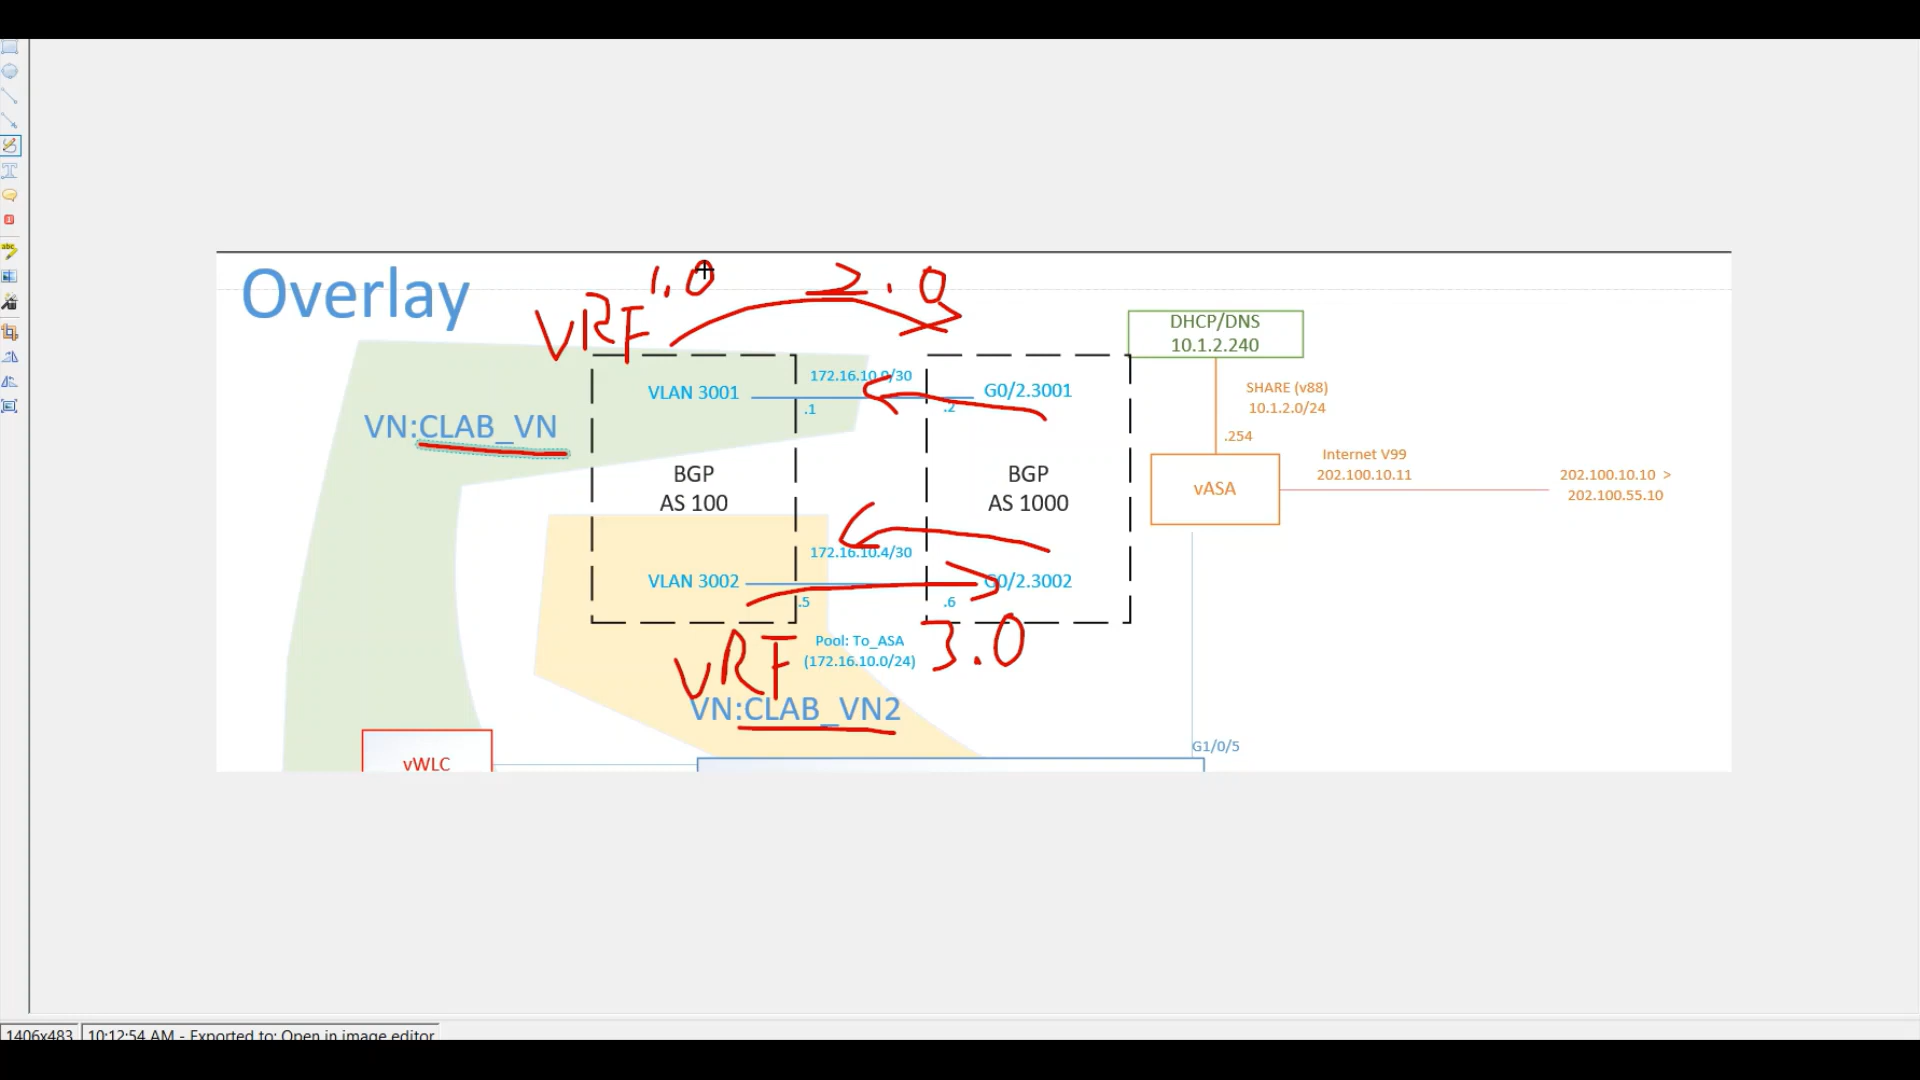 Overlay
1.0
2.0
VRF
DHCP/DNS
10.1.2.240
172.16.10.0/30
VLAN 3001
G0/2.3001
.1
.2
SHARE (v88)
10.1.2.0/24
VN:CLAB_VN
.254
Internet V99
202.100.10.11
BGP
AS 100
BGP
AS 1000
vASA
202.100.10.10 >
202.100.55.10
172.16.10.4/30
VLAN 3002
G0/2.3002
.5
.6
VRF
Pool: To_ASA
(172.16.10.0/24)
3.0
VN:CLAB_VN2
G1/0/5
vWLC
1406x483
10:12:54 AM - Exported to: Open in image editor